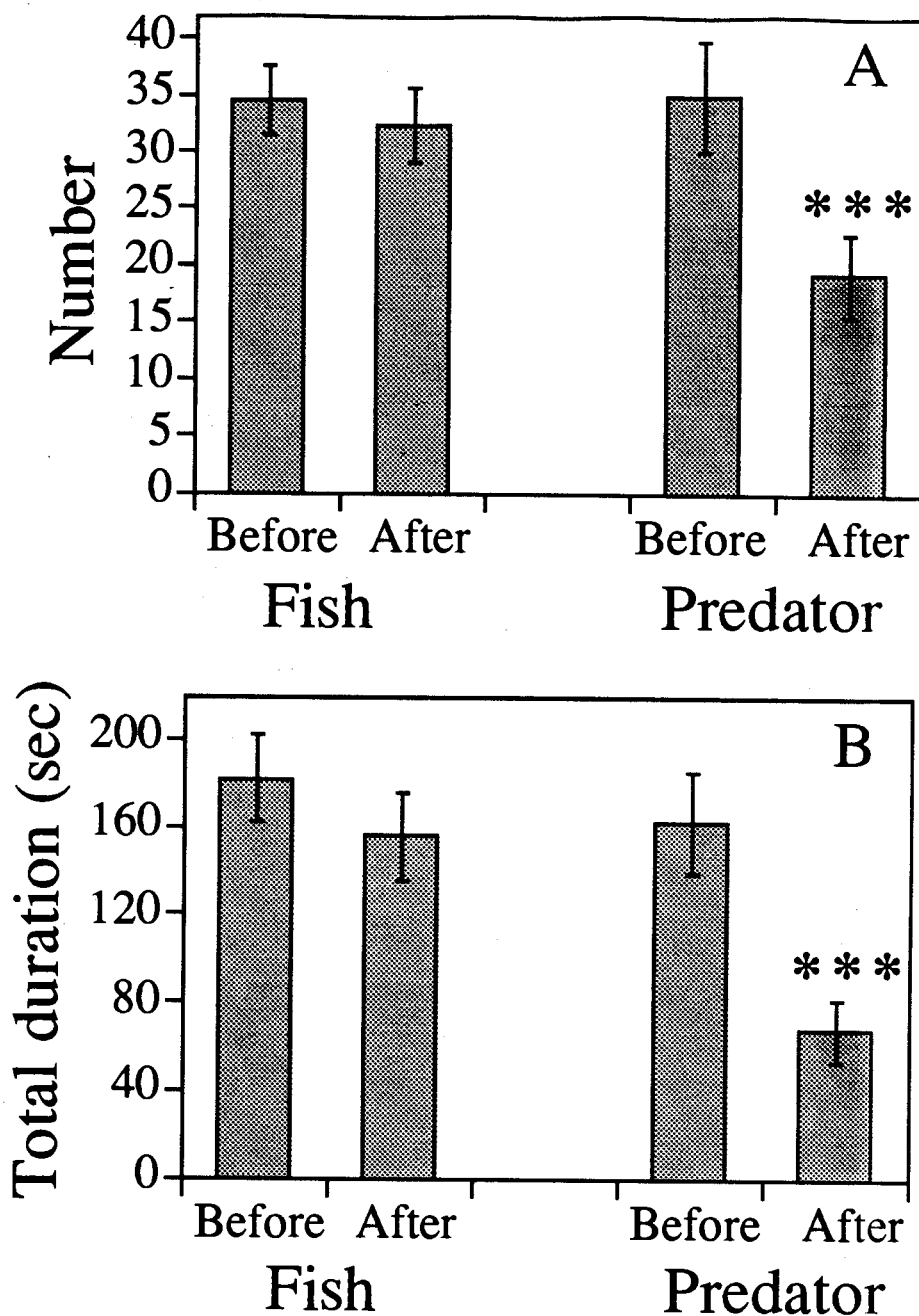 A
Number
40
35
30
25
20
15
10
5
0
***
Before After Before After
Fish Predator
B
Total duration (sec)
200
160
120
80
40
0
***
Before After Before After
Fish Predator